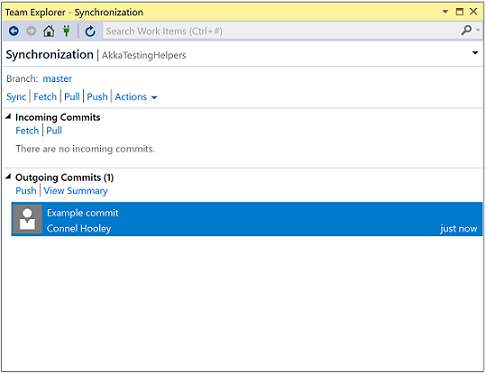 Team Explorer - Synchronization
Search Work Items (Ctrl+#)
Synchronization | AkkaTestingHelpers
Branch: master
Sync | Fetch | Pull | Push | Actions
Incoming Commits
Fetch | Pull
There are no incoming commits.
Outgoing Commits (1)
Push | View Summary
Example commit
Connel Hooley just now